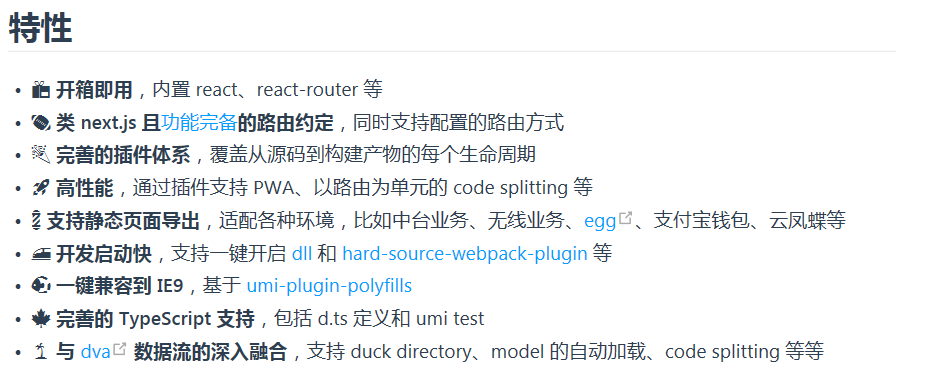 特性
• 📦 开箱即用，内置 react、react-router 等
• 🏈 类 next.js 且功能完备的路由约定，同时支持配置的路由方式
• 🎉 完善的插件体系，覆盖从源码到构建产物的每个生命周期
• 🚀 高性能，通过插件支持 PWA、以路由为单元的 code splitting 等
• 💈 支持静态页面导出，适配各种环境，比如中台业务、无线业务、egg、支付宝钱包、云凤蝶等
• 🚄 开发启动快，支持一键开启 dll 和 hard-source-webpack-plugin 等
• 🐠 一键兼容到 IE9，基于 umi-plugin-polyfills
• 🍁 完善的 TypeScript 支持，包括 d.ts 定义和 umi test
• 🌴 与 dva 数据流的深入融合，支持 duck directory、model 的自动加载、code splitting 等等